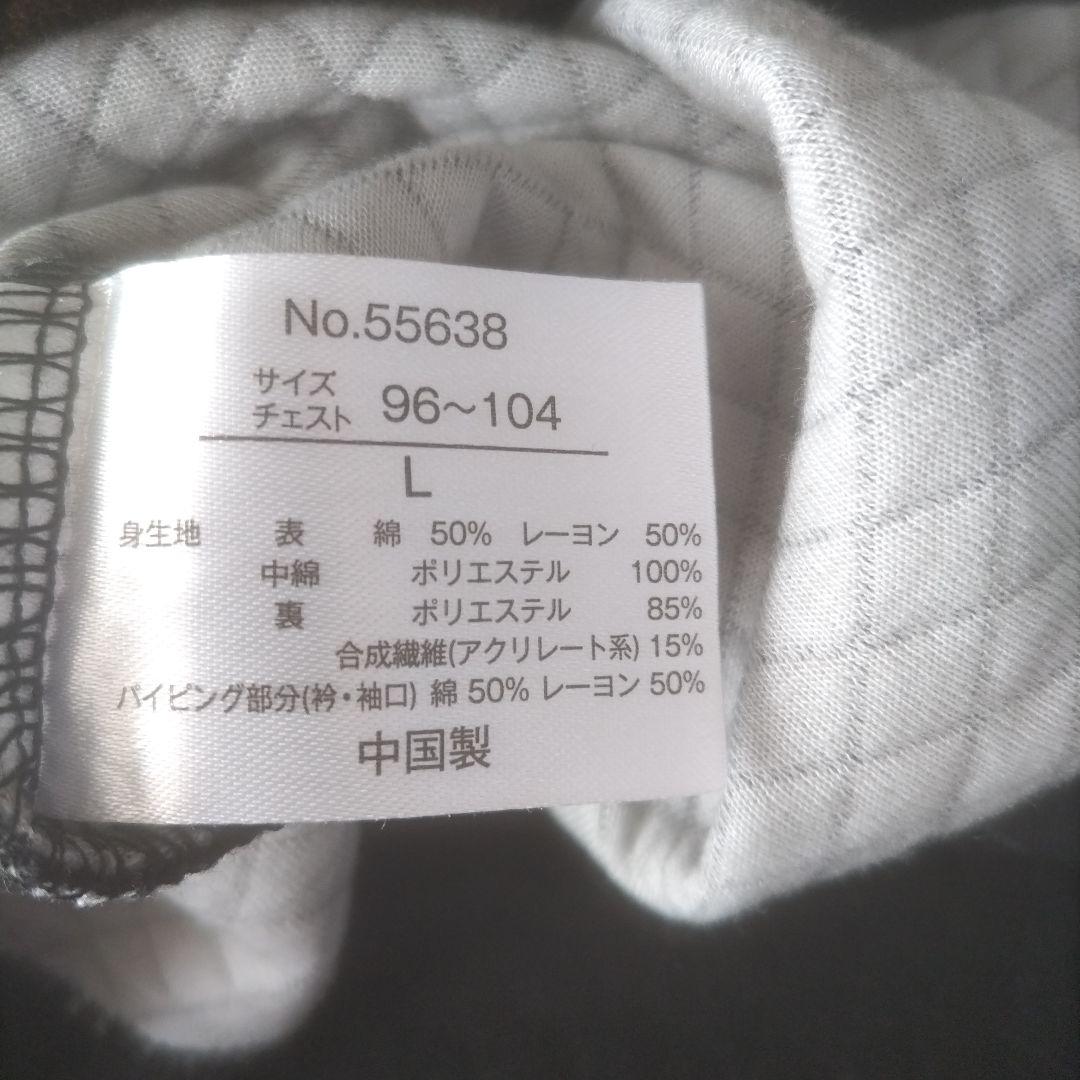 No.55638
サイズ
チェスト 96～104
L
身生地 表 綿 50% レーヨン 50%
中綿 ポリエステル 100%
裏 ポリエステル 85%
合成繊維(アクリレート系) 15%
パイピング部分(衿・袖口) 綿 50% レーヨン 50%
中国製